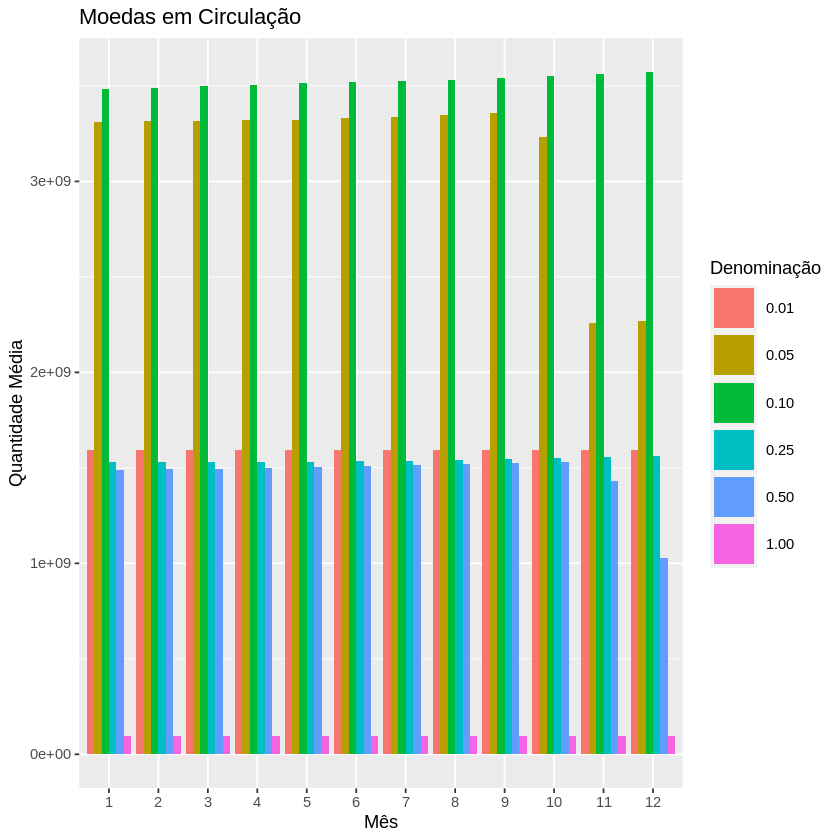 Moedas em Circulação
Quantidade Média
3e+09
2e+09
1e+09
0e+00
1 2 3 4 5 6 7 8 9 10 11 12
Mês
Denominação
0.01
0.05
0.10
0.25
0.50
1.00